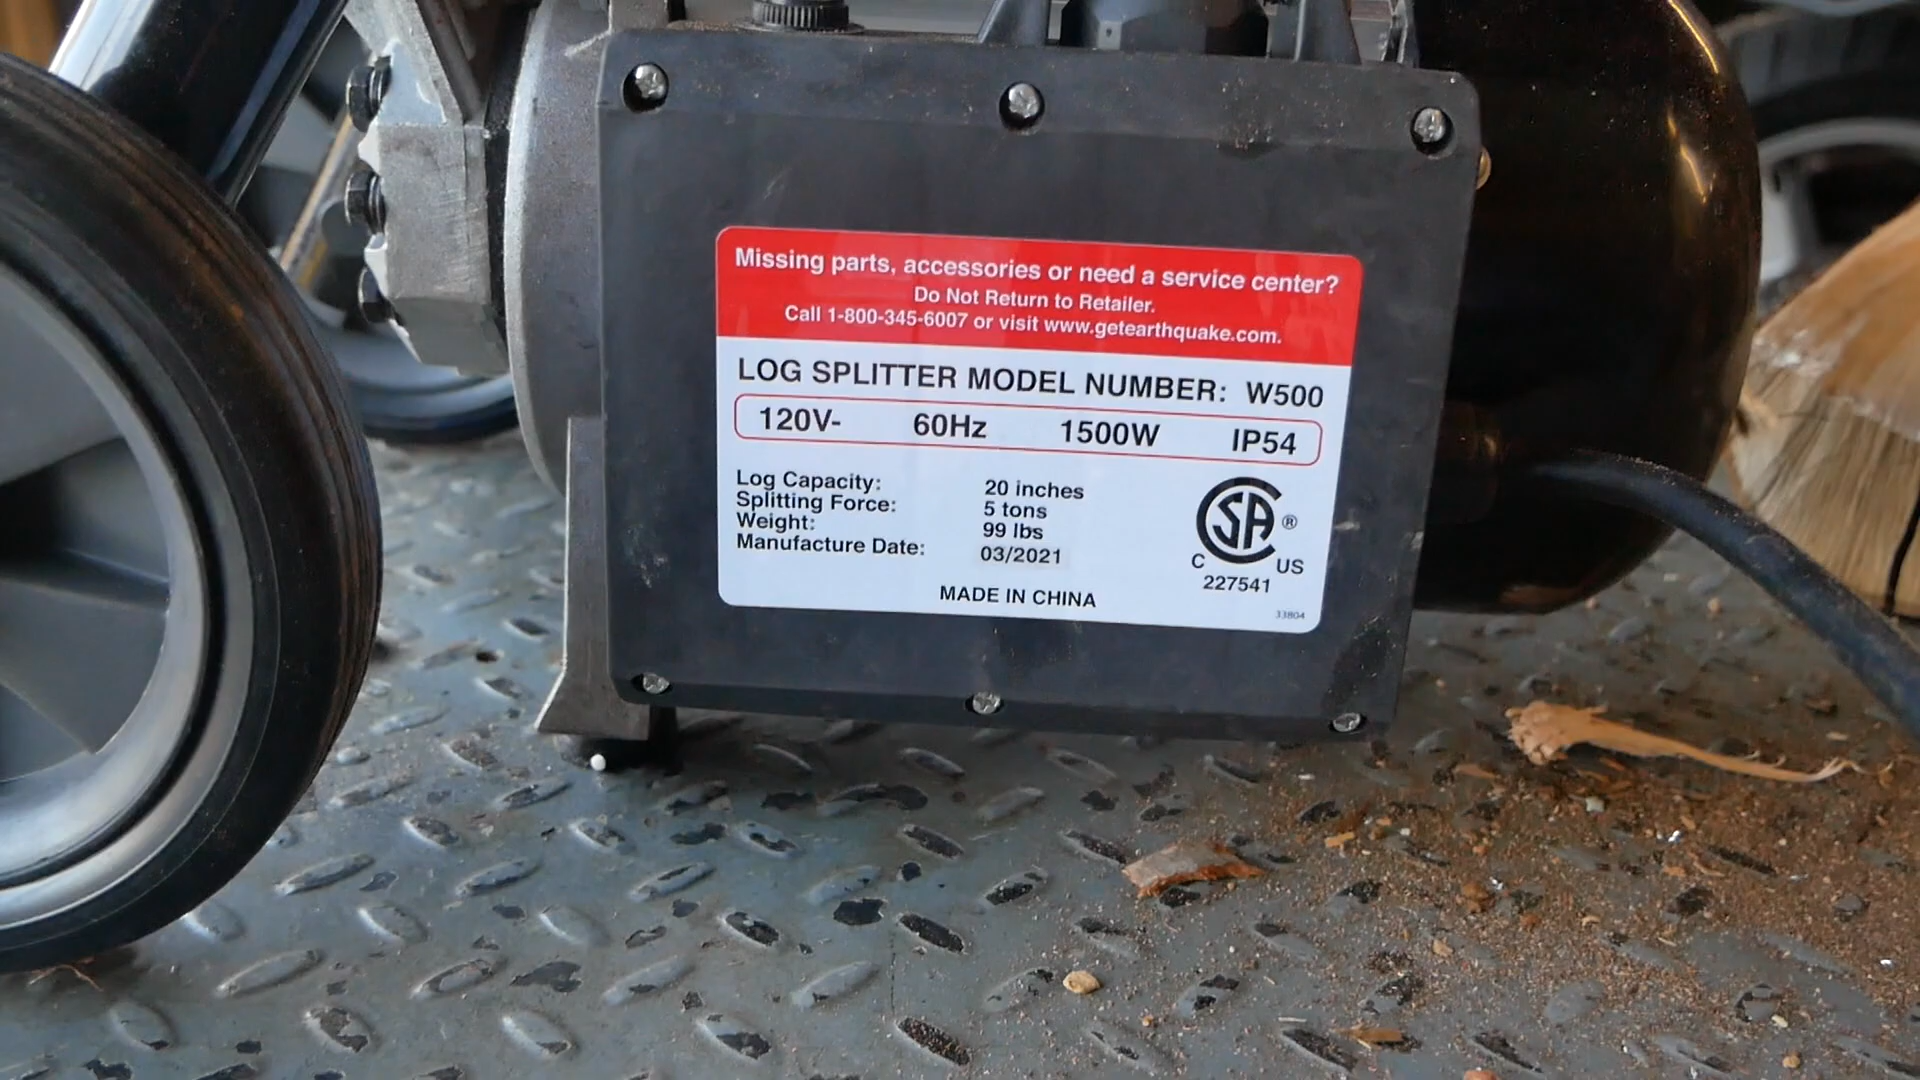 Missing parts, accessories or need a service center?
Do Not Return to Retailer.
Call 1-800-345-6007 or visit www.getearthquake.com.
LOG SPLITTER MODEL NUMBER: W500
120V- 60Hz 1500W IP54
Log Capacity: 20 inches
Splitting Force: 5 tons
Weight: 99 lbs
Manufacture Date: 03/2021
SA ®
C US
227541
MADE IN CHINA
33804